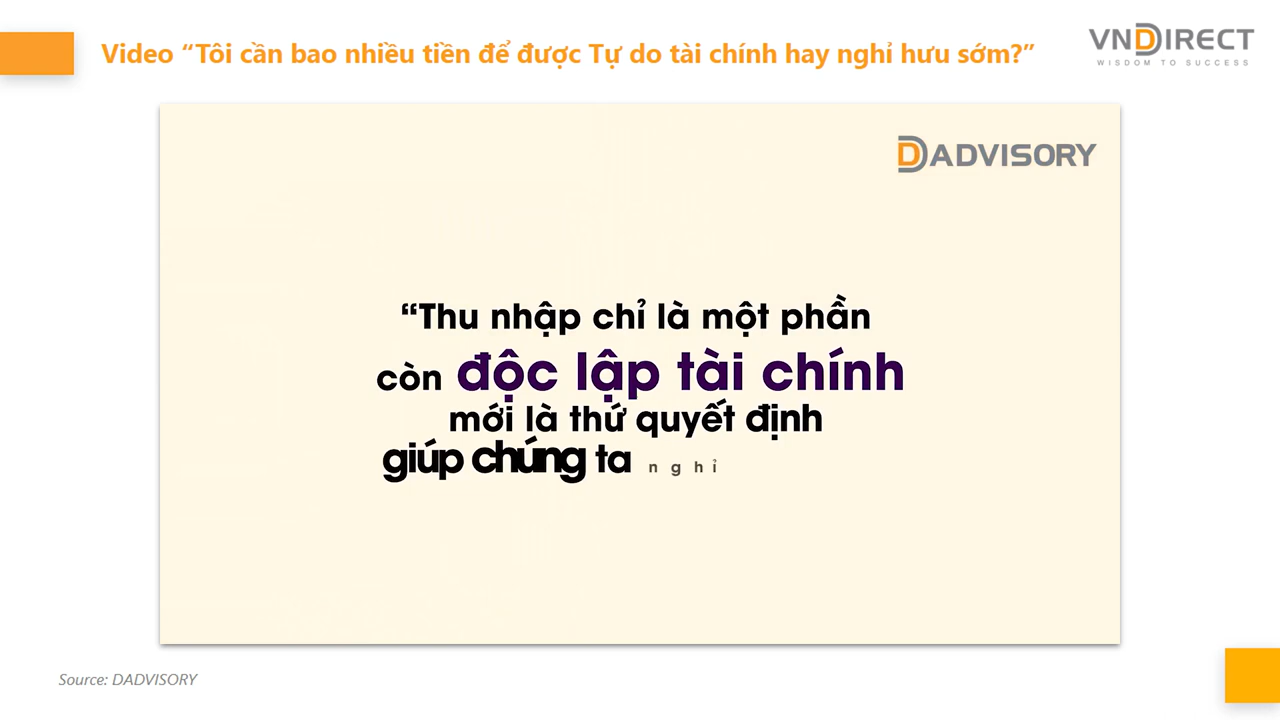 Video “Tôi cần bao nhiều tiền để được Tự do tài chính hay nghỉ hưu sớm?”
VNDIRECT
WISDOM TO SUCCESS
DADVISORY
“Thu nhập chỉ là một phần
còn độc lập tài chính
mới là thứ quyết định
giúp chúng ta nghỉ
Source: DADVISORY